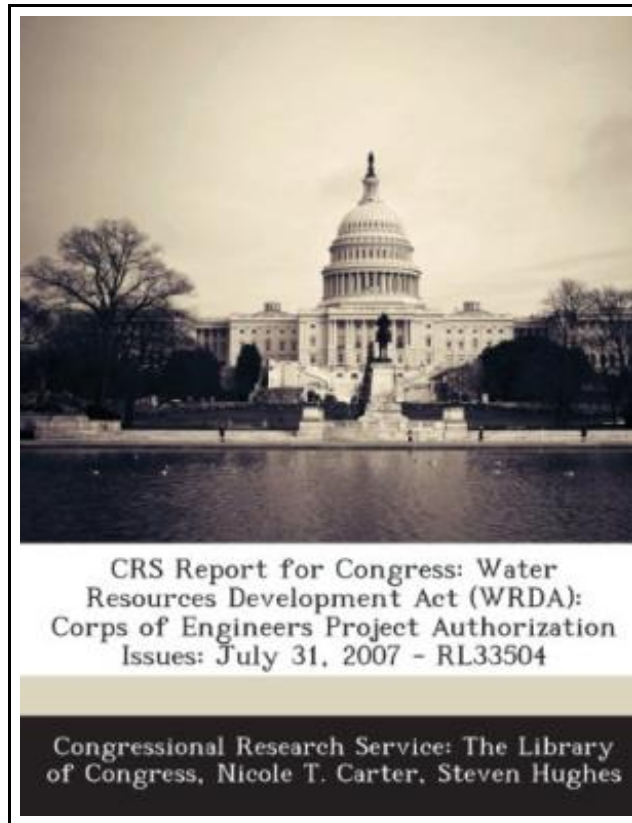 CRS Report for Congress: Water
Resources Development Act (WRDA):
Corps of Engineers Project Authorization
Issues: July 31, 2007 - RL33504
Congressional Research Service: The Library
of Congress, Nicole T. Carter, Steven Hughes